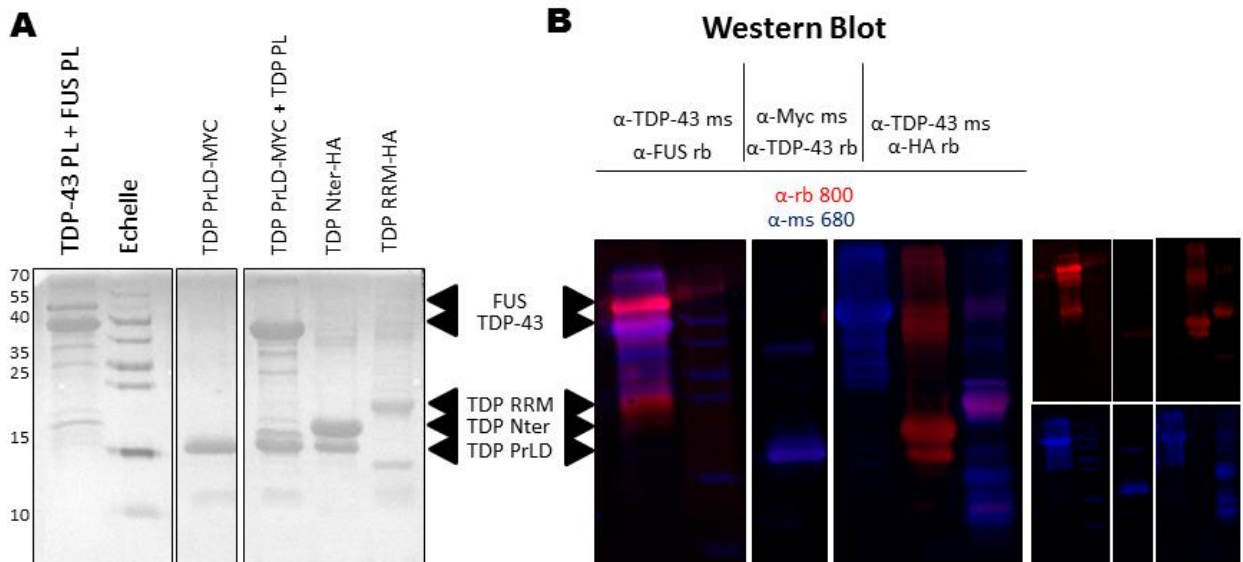 A
TDP-43 PL + FUS PL
Echelle
TDP PrLD-MYC
TDP PrLD-MYC + TDP PL
TDP Nter-HA
TDP RRM-HA
70
55
40
35
25
15
10
FUS
TDP-43
TDP RRM
TDP Nter
TDP PrLD
B
Western Blot
α-TDP-43 ms
α-FUS rb
α-Myc ms
α-TDP-43 rb
α-TDP-43 ms
α-HA rb
α-rb 800
α-ms 680